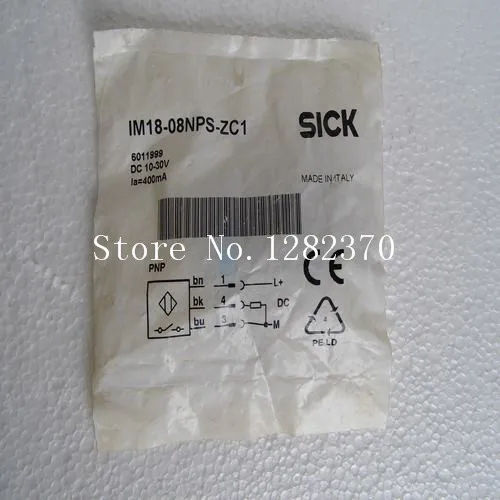 IM18-08NPS-ZC1
SICK
6011999
DC 10-30V
Ia=400mA
MADE IN ITALY
Store No. 1282370
PNP
bn 1 L+
bk 4 DC
bu 3 M
CE
4
PE-LD